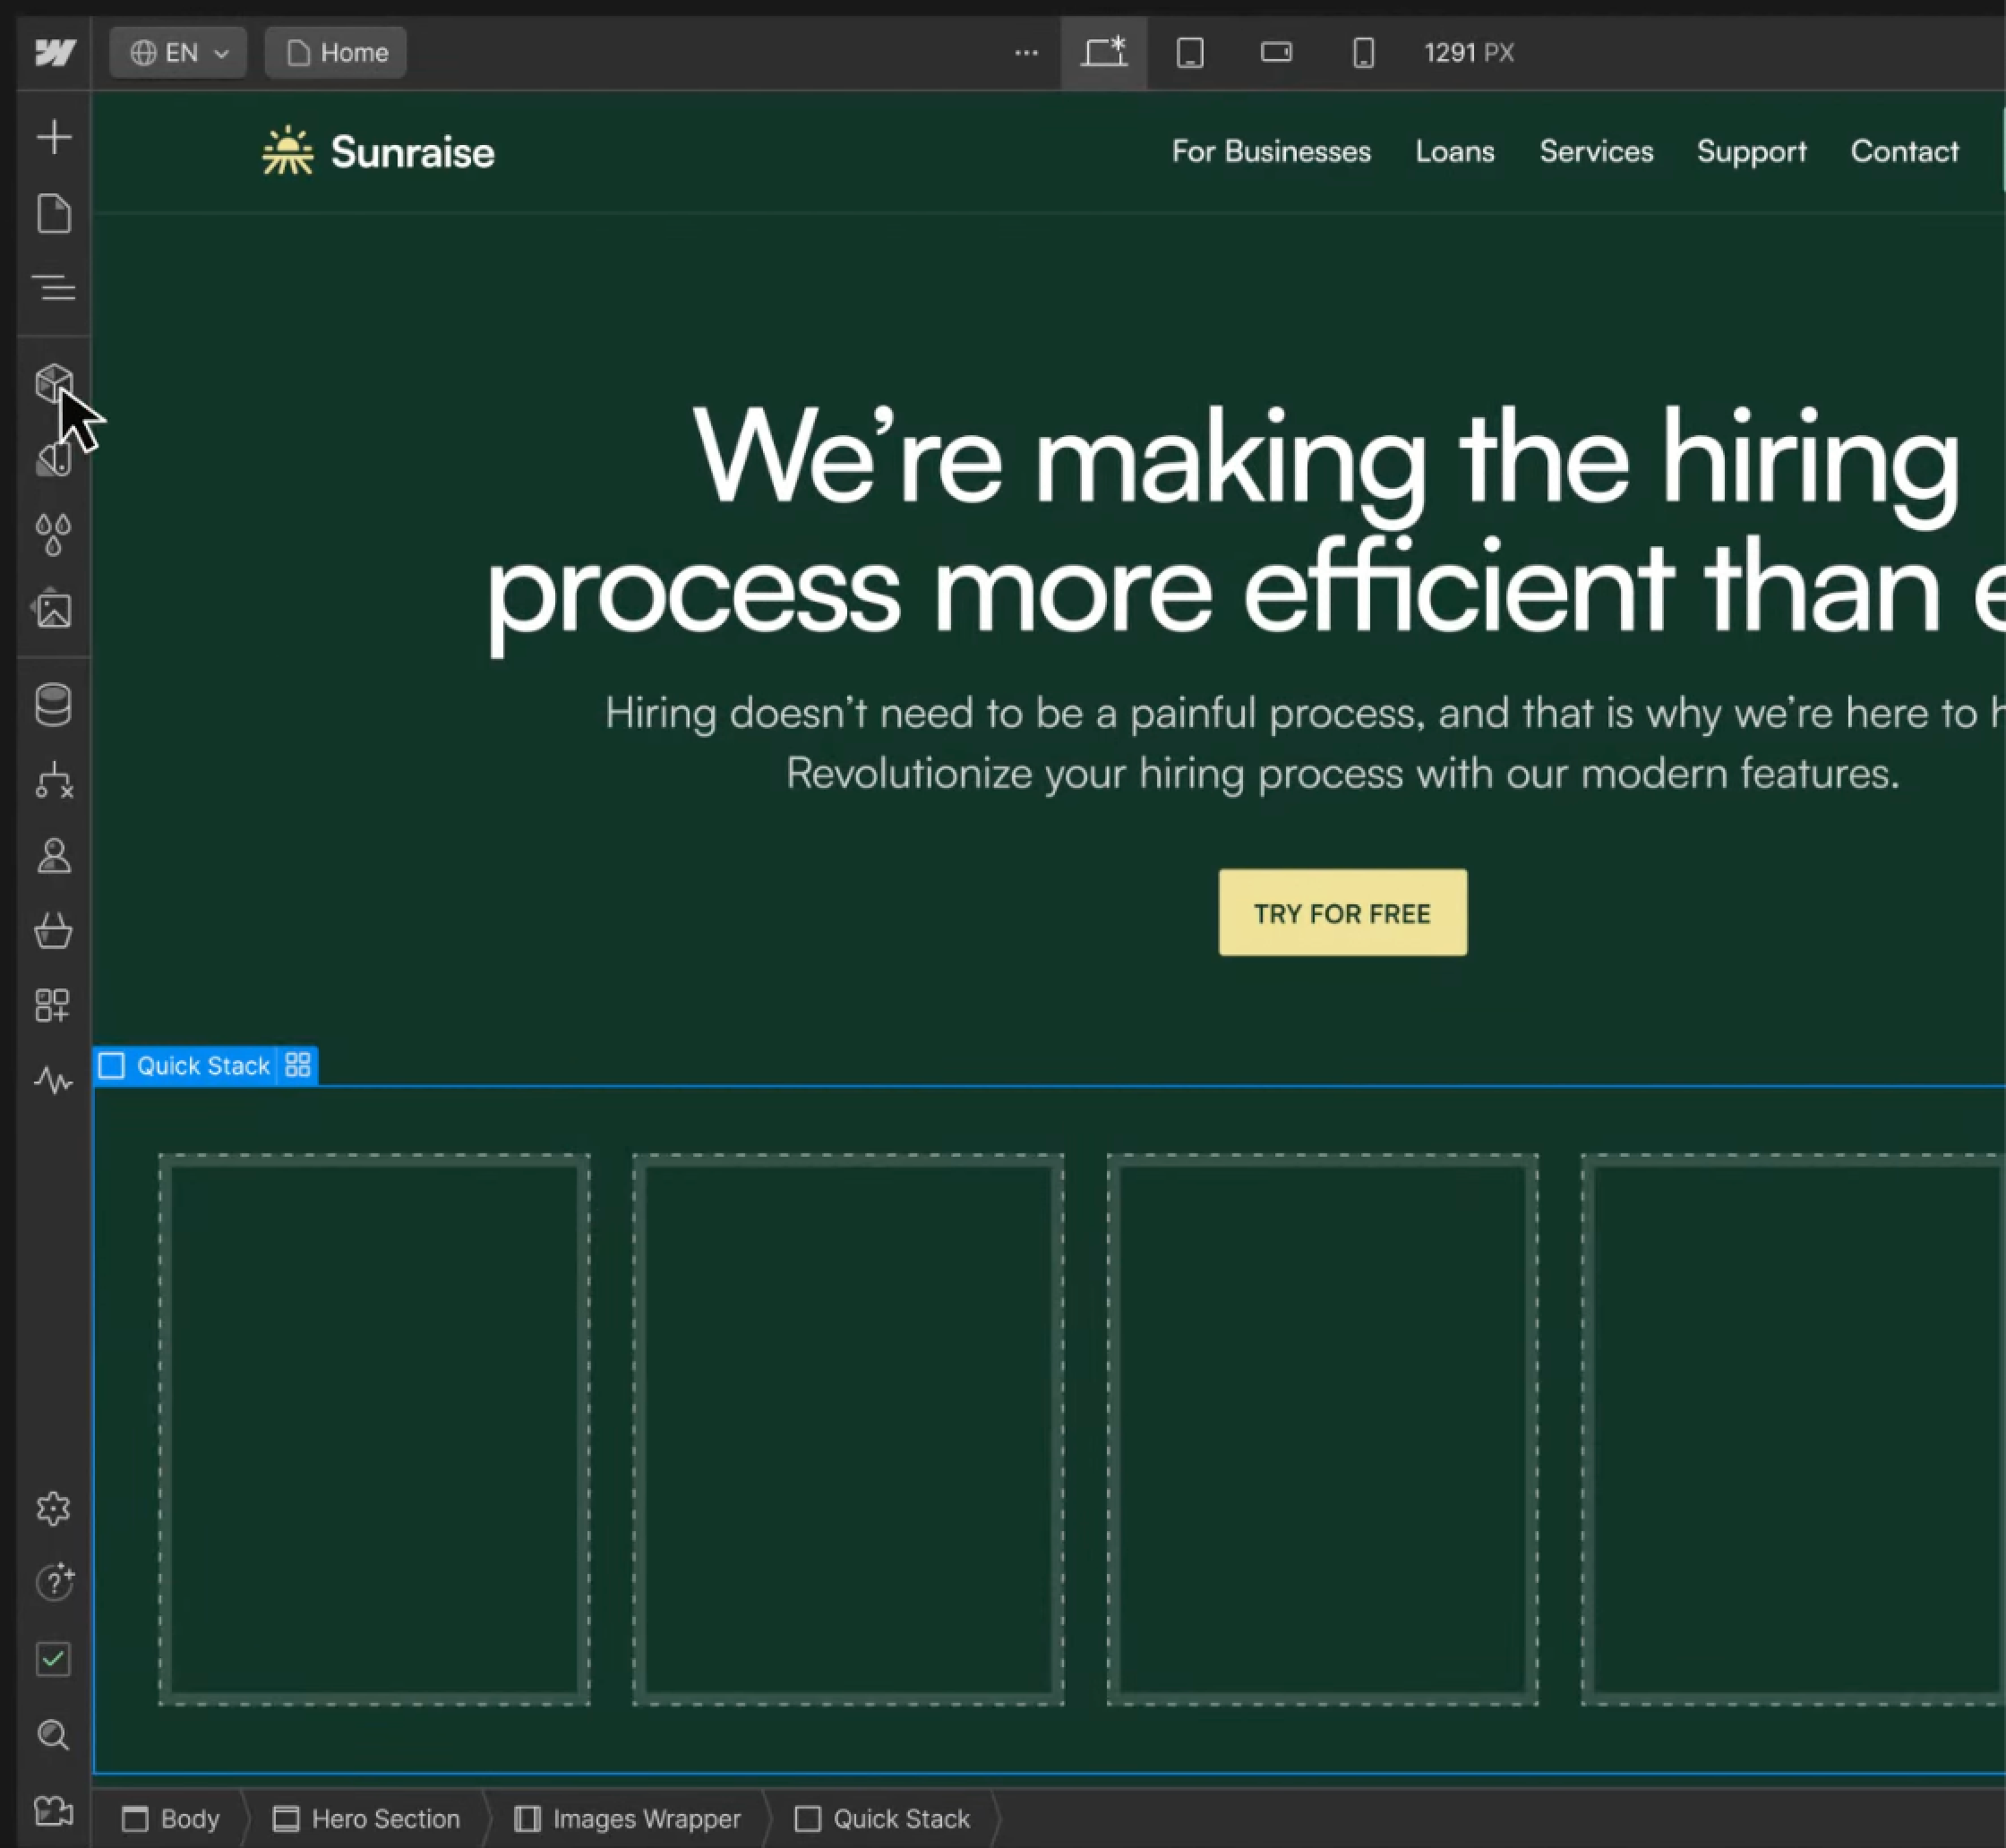 EN
Home
1291 PX
Sunraise
For Businesses
Loans
Services
Support
Contact
We’re making the hiring
process more efficient than
Hiring doesn’t need to be a painful process, and that is why we’re here to
Revolutionize your hiring process with our modern features.
TRY FOR FREE
Quick Stack
Body
Hero Section
Images Wrapper
Quick Stack